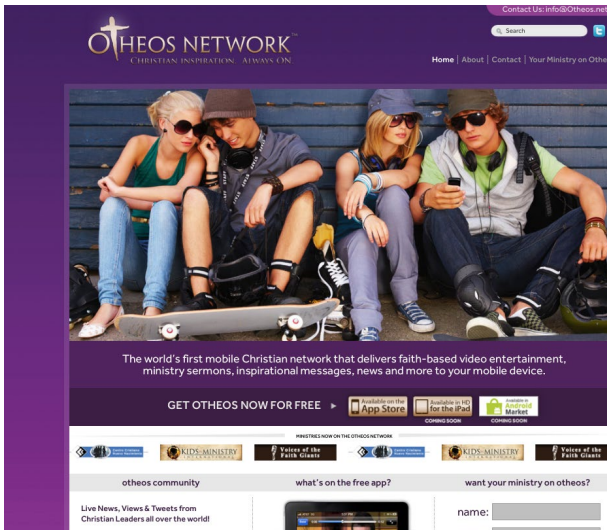 Contact Us: info@Otheos.net
Search
OTHEOS NETWORK™
CHRISTIAN INSPIRATION. ALWAYS ON
Home | About | Contact | Your Ministry on Othe
The world's first mobile Christian network that delivers faith-based video entertainment,
ministry sermons, inspirational messages, news and more to your mobile device.
GET OTHEOS NOW FOR FREE
Available on the
App Store
Available in HD
for the iPad
COMING SOON
Available in
Android
Market
COMING SOON
MINISTRIES NOW ON THE OTHEOS NETWORK
KIDS-MINISTRY
INTERNATIONAL
Voices of the
Faith Giants
KIDS-MINISTRY
INTERNATIONAL
Voices of the
Faith Giants
otheos community
what's on the free app?
want your ministry on otheos?
Live News, Views & Tweets from
Christian Leaders all over the world!
name: